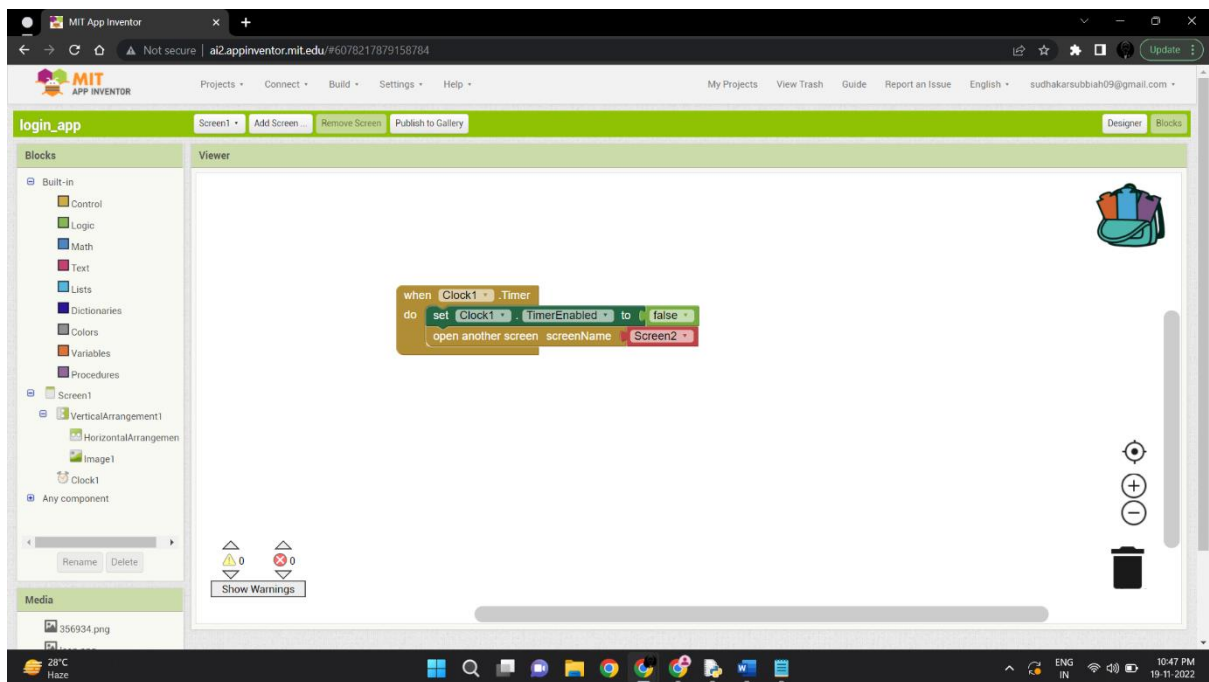 MIT App Inventor
Not secure | ai2.appinventor.mit.edu/#6078217879158784
Update
MIT
APP INVENTOR
Projects Connect Build Settings Help My Projects View Trash Guide Report an Issue English sudhakarsubbiah09@gmail.com
login_app Screen1 Add Screen ... Remove Screen Publish to Gallery Designer Blocks
Blocks
Viewer
Built-in
Control
Logic
Math
Text
Lists
Dictionaries
Colors
Variables
Procedures
Screen1
VerticalArrangement1
HorizontalArrangemen
Image1
Clock1
Any component
Rename Delete
Media
356934.png
when Clock1 .Timer
do set Clock1 . TimerEnabled to false
open another screen screenName Screen2
0 0
Show Warnings
28°C
Haze
ENG
IN
10:47 PM
19-11-2022